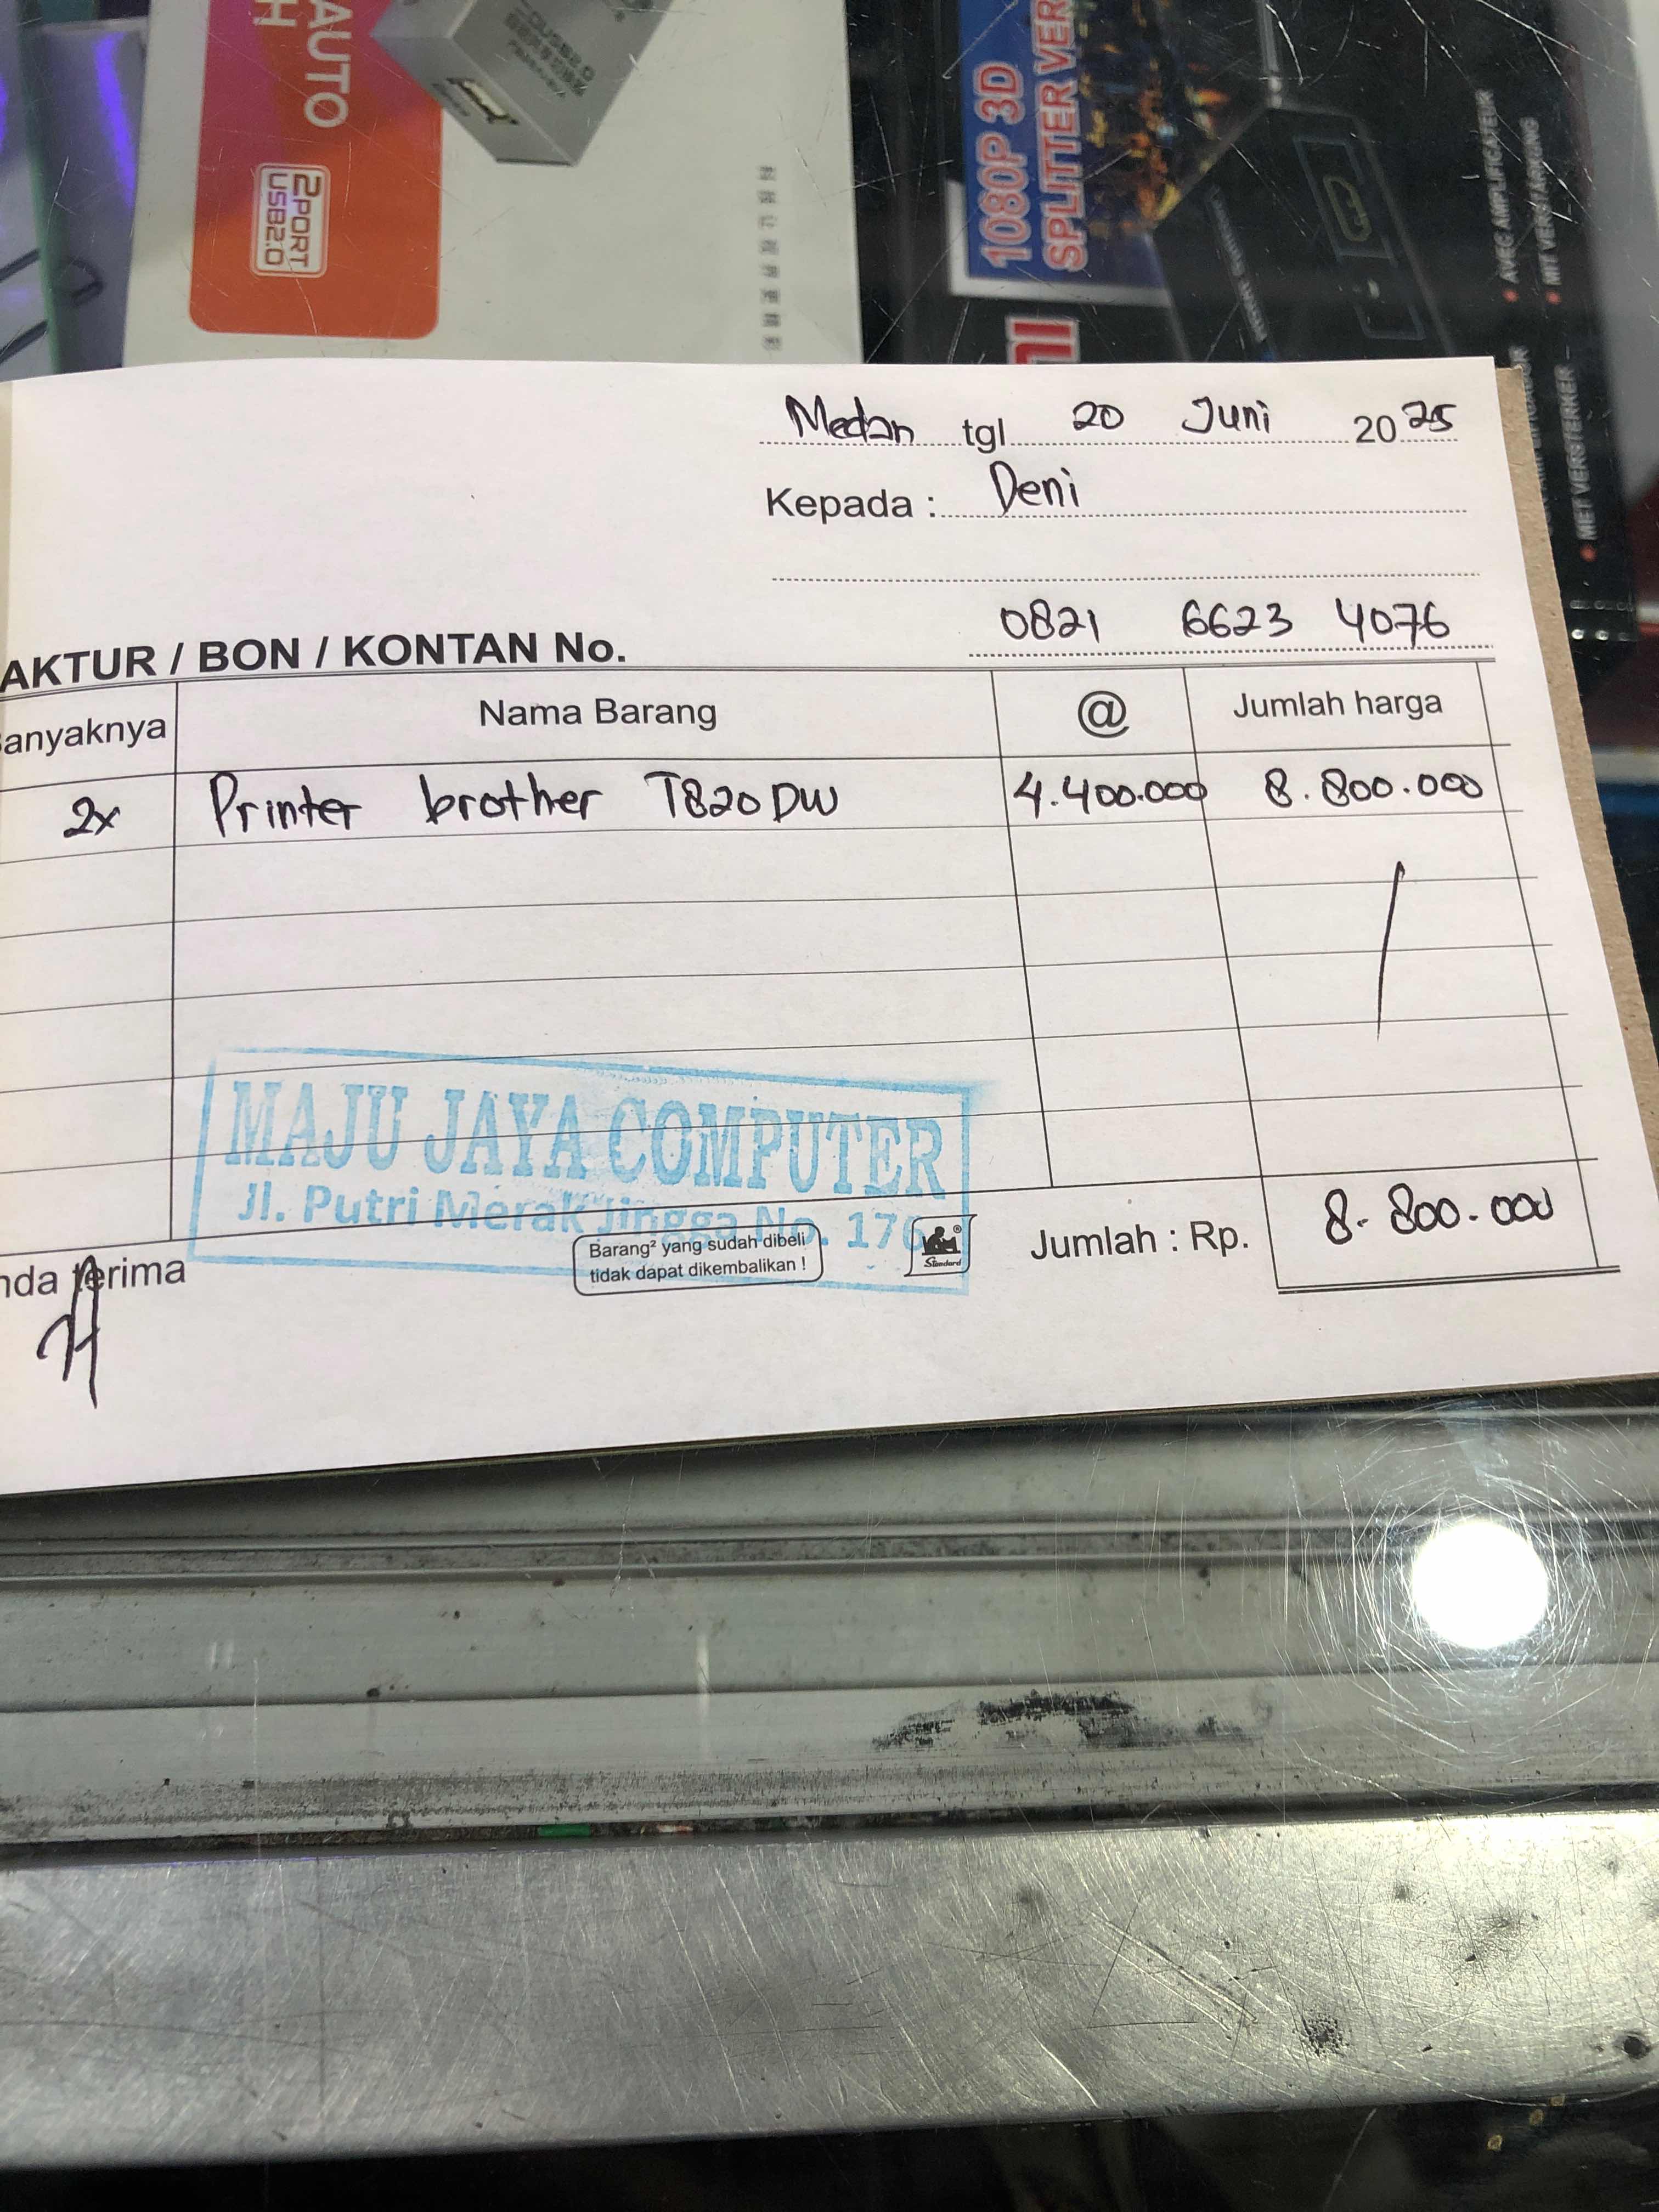 AUTO
H
2PORT
USB2.0
1080P 3D
SPLITTER VER
Medan tgl 20 Juni 2025
Kepada : Deni
0821 6623 4076
AKTUR / BON / KONTAN No.
anyaknya Nama Barang @ Jumlah harga
2x Printer brother T820DW 4.400.000 8.800.000
MAJU JAYA COMPUTER
Jl. Putri Merak Jingga No. 176
Barang² yang sudah dibeli
tidak dapat dikembalikan !
Standard
Jumlah : Rp. 8.800.000
nda terima